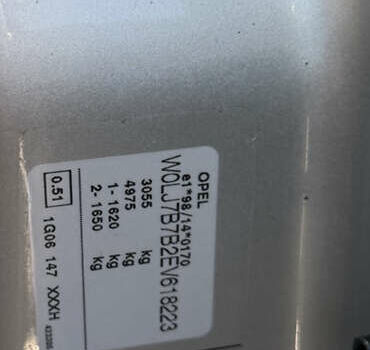 OPEL
e1*98/14*0170
W0LJ7B7B2EV618223
3055 kg
4975 kg
1- 1620 kg
2- 1650 kg
0.51 1G06 147 XXXH